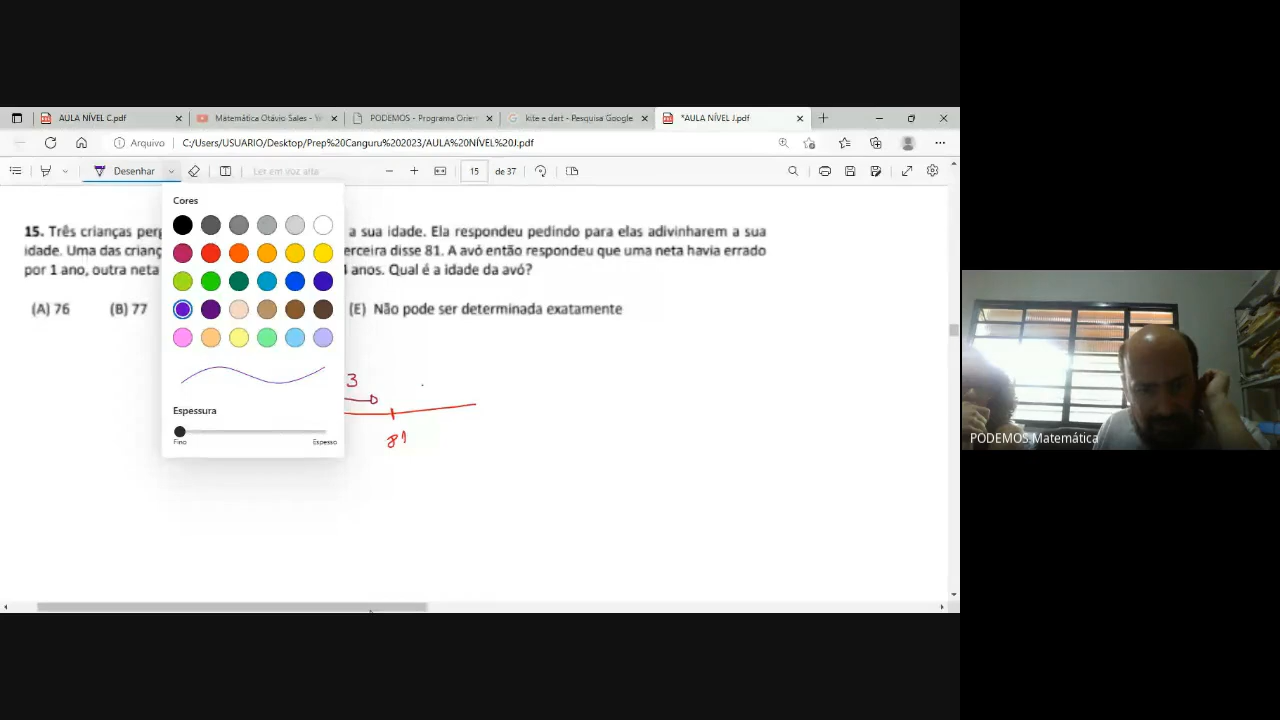 AULA NÍVEL C.pdf
Matemática Otávio Sales -
PODEMOS - Programa Orien
kite e dart - Pesquisa Google
*AULA NÍVEL J.pdf
Arquivo
C:/Users/USUARIO/Desktop/Prep%20Canguru%202023/AULA%20NÍVEL%20J.pdf
Desenhar
Ler em voz alta
15
de 37
Cores
15. Três crianças perg a sua idade. Ela respondeu pedindo para elas adivinharem a sua
idade. Uma das crianç erceira disse 81. A avó então respondeu que uma neta havia errado
por 1 ano, outra neta anos. Qual é a idade da avó?
(A) 76 (B) 77 (E) Não pode ser determinada exatamente
3
81
Espessura
Fino
Espesso
PODEMOS Matemática